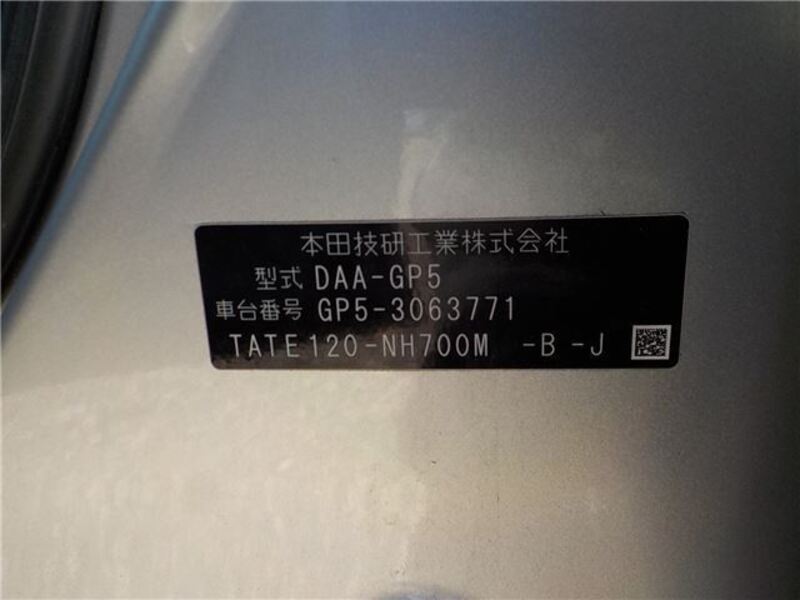 本田技研工業株式会社
型式 DAA-GP5
車台番号 GP5-3063771
TATE120-NH700M -B -J